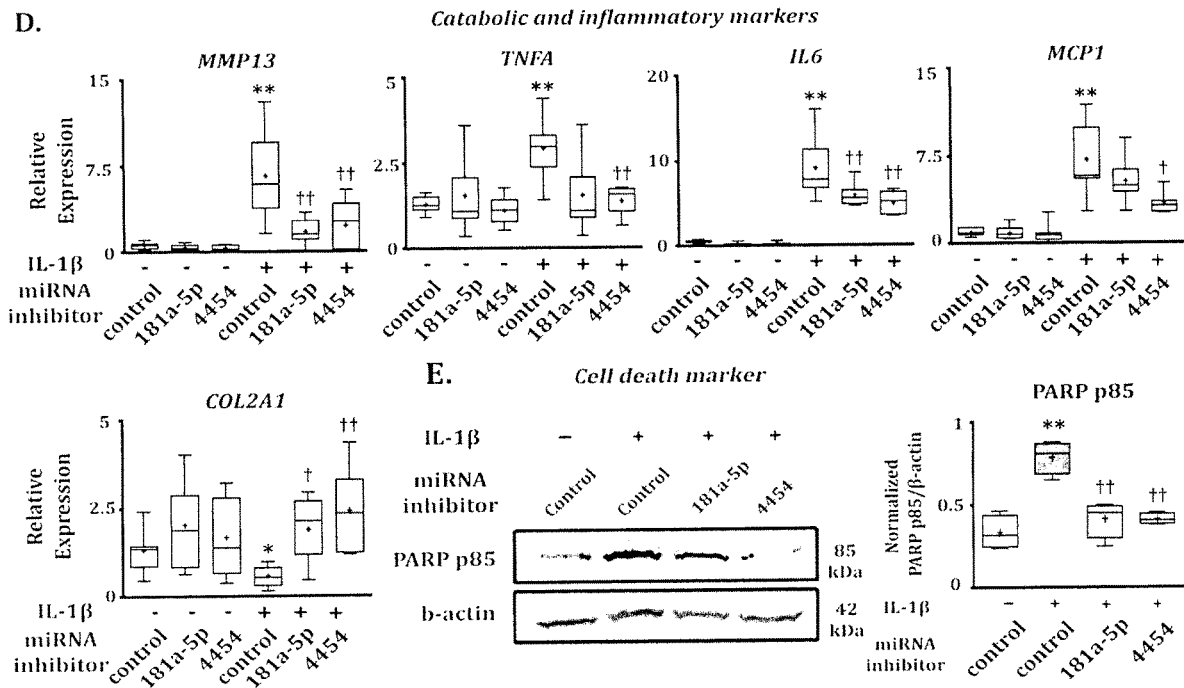 D.
Catabolic and inflammatory markers
MMP13
15
7.5
0
Relative
Expression
**
††
††
IL-1β - - - + + +
miRNA
inhibitor
control
181a-5p
4454
control
181a-5p
4454
TNFA
5
2.5
0
**
††
- - - + + +
control
181a-5p
4454
control
181a-5p
4454
IL6
20
10
0
**
††
††
- - - + + +
control
181a-5p
4454
control
181a-5p
4454
MCP1
15
7.5
0
**
†
- - - + + +
control
181a-5p
4454
control
181a-5p
4454
COL2A1
5
2.5
0
Relative
Expression
*
†
††
IL-1β - - - + + +
miRNA
inhibitor
control
181a-5p
4454
control
181a-5p
4454
E.
Cell death marker
IL-1β − + + +
miRNA
inhibitor
Control
Control
181a-5p
4454
PARP p85
85
kDa
b-actin
42
kDa
PARP p85
1
0.5
0
Normalized
PARP p85/β-actin
**
††
††
IL-1β − + + +
miRNA
inhibitor
control
control
181a-5p
4454